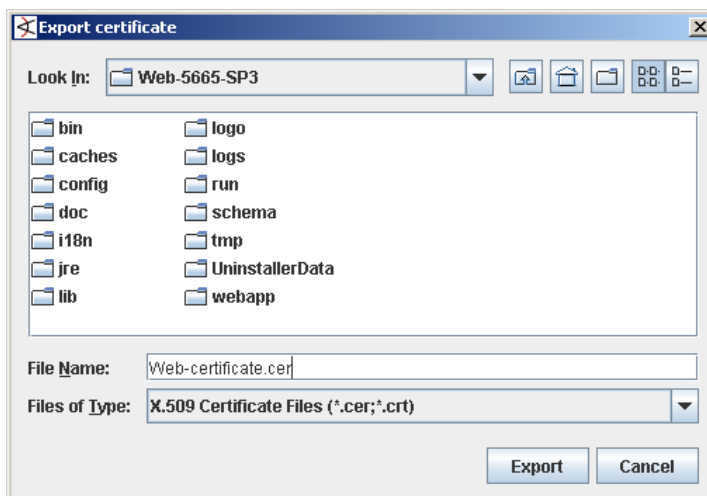 Export certificate
Look In: Web-5665-SP3
bin logo
caches logs
config run
doc schema
i18n tmp
jre UninstallerData
lib webapp
File Name: Web-certificate.cer
Files of Type: X.509 Certificate Files (*.cer;*.crt)
Export Cancel